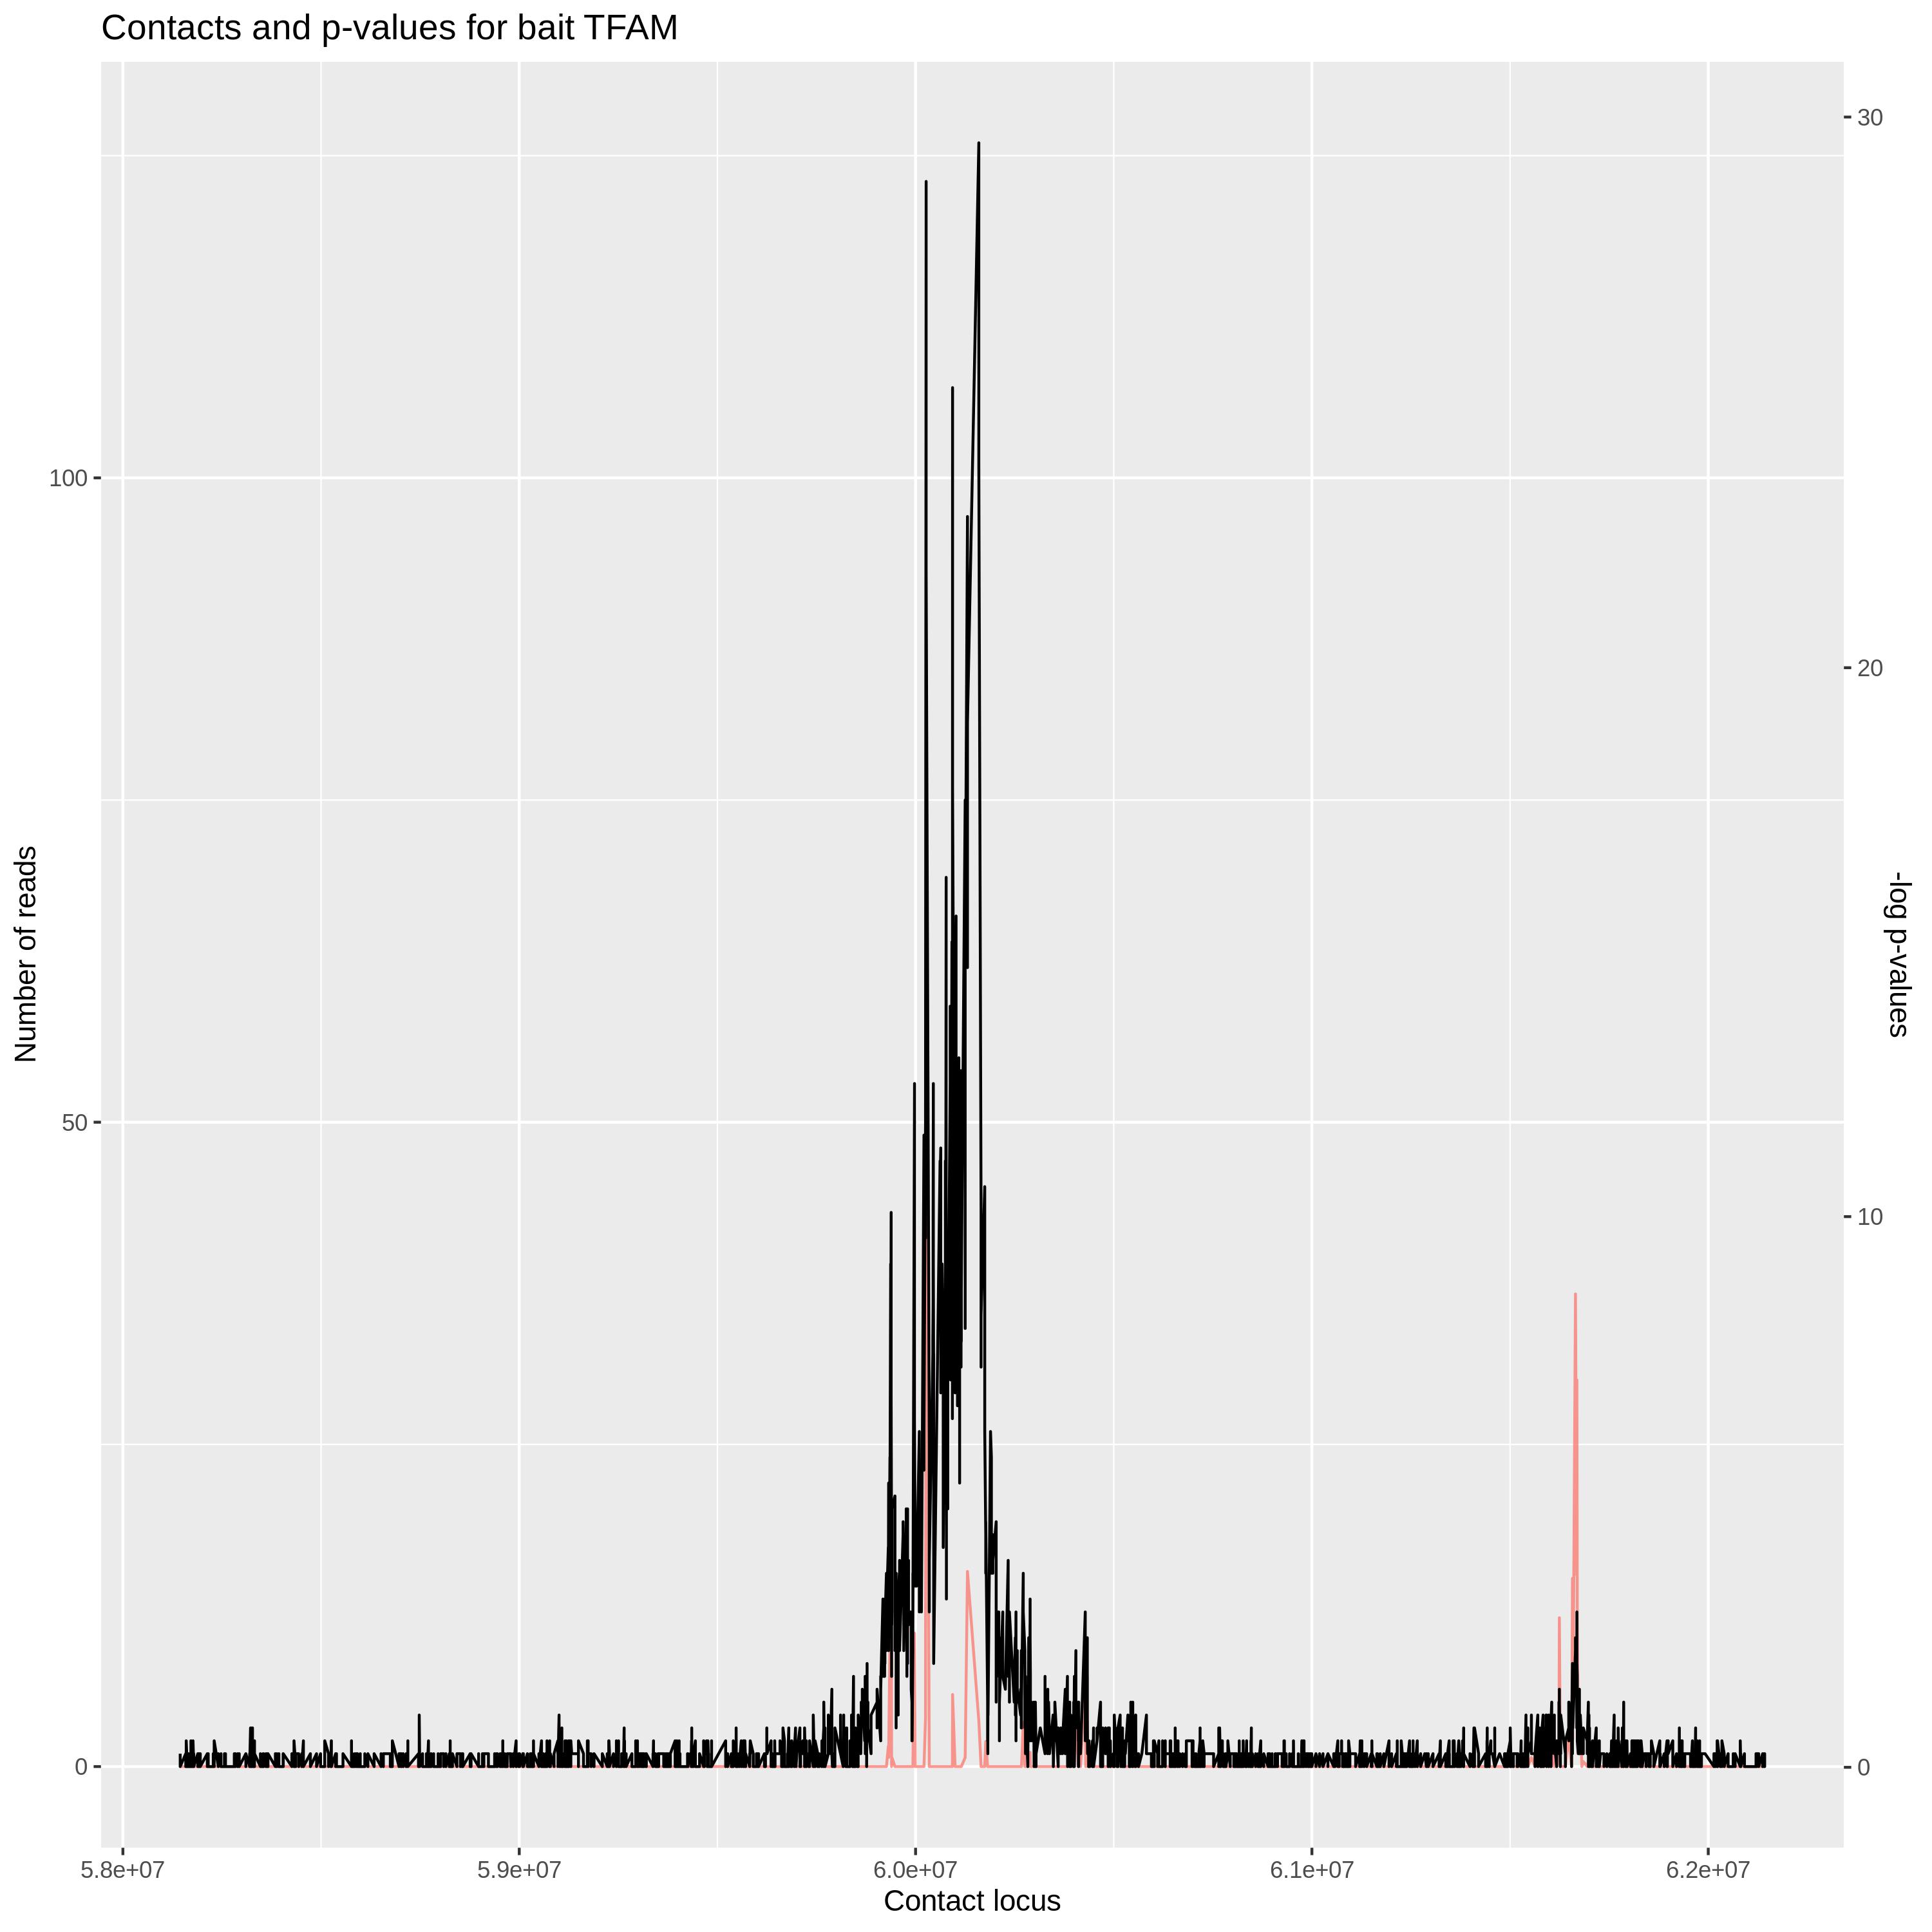 Contacts and p-values for bait TFAM
Number of reads
100
50
0
30
20
10
0
-log p-values
5.8e+07 5.9e+07 6.0e+07 6.1e+07 6.2e+07
Contact locus